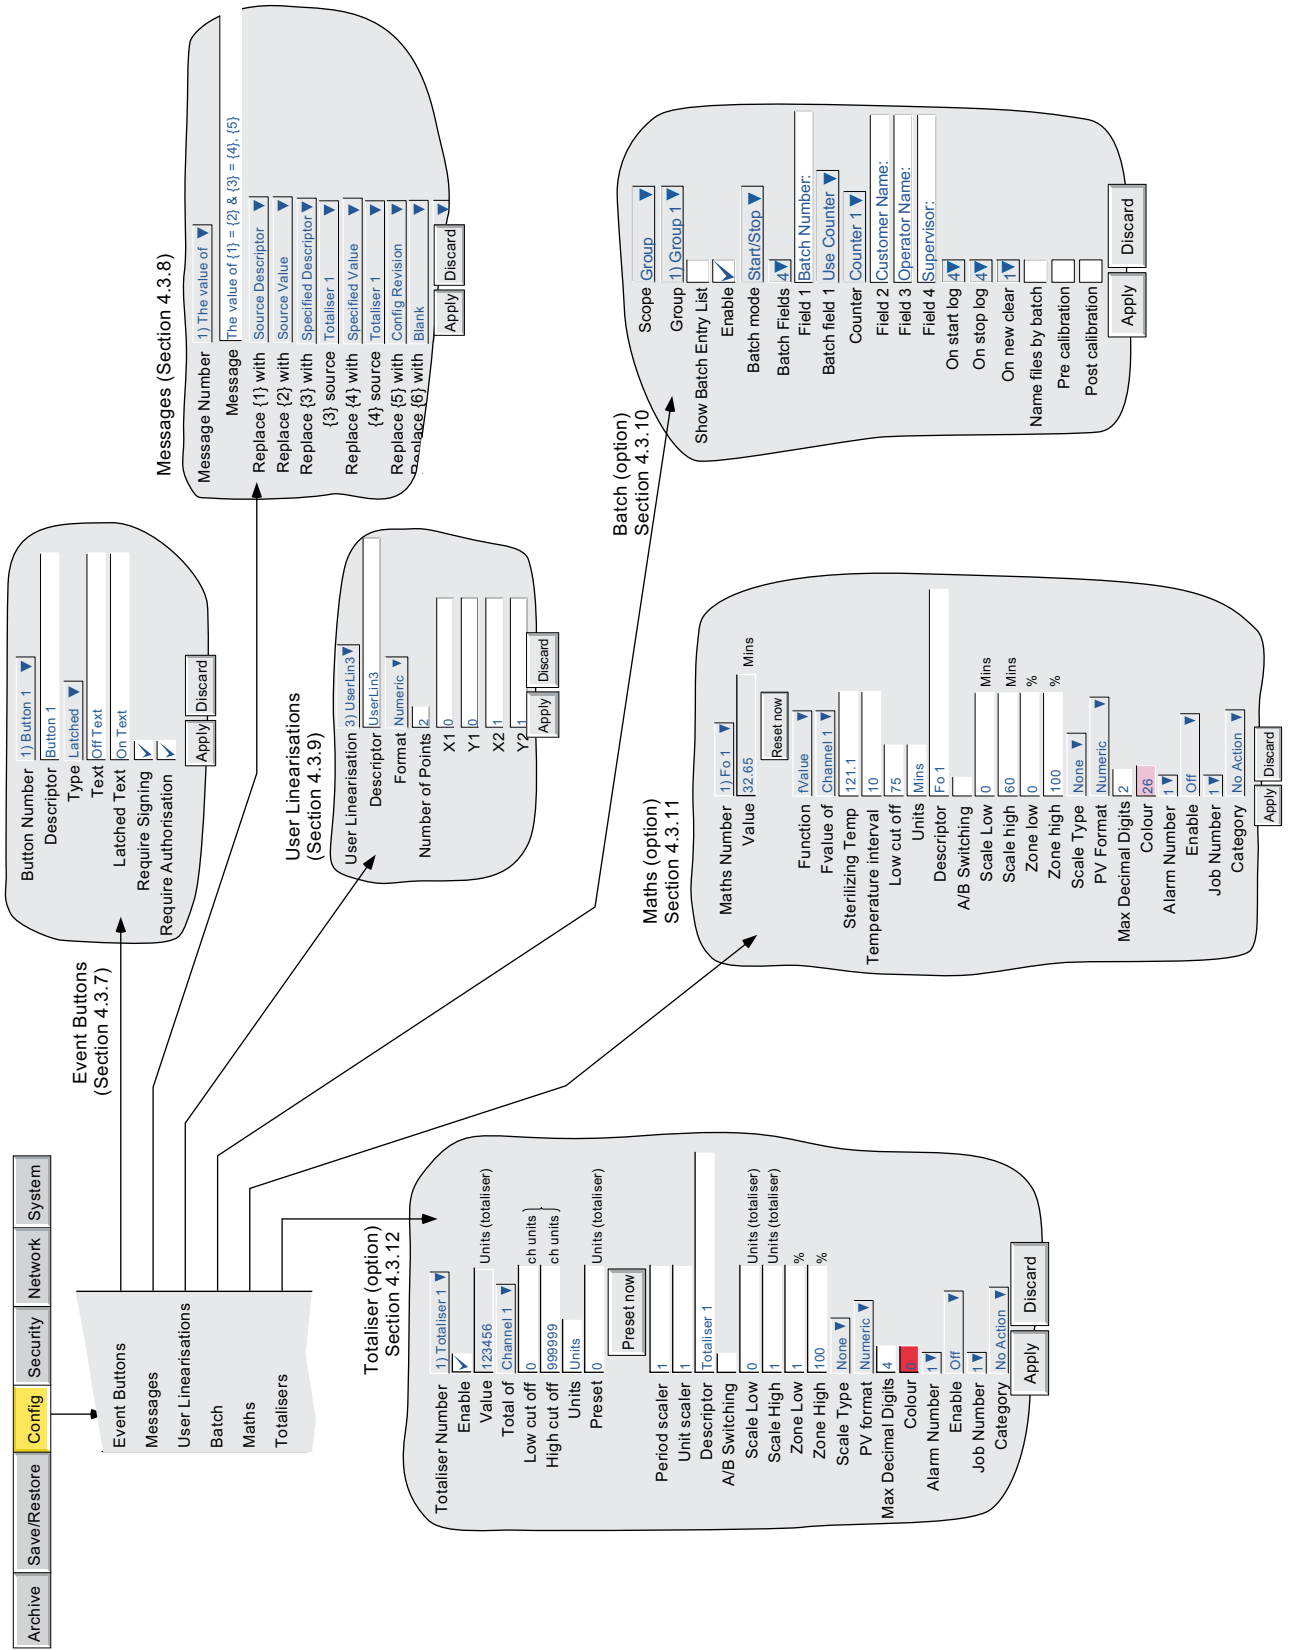 Archive Save/Restore Config Security Network System
Event Buttons
Messages
User Linearisations
Batch
Maths
Totalisers
Event Buttons
(Section 4.3.7)
Button Number 1) Button 1
Descriptor Button 1
Type Latched
Text Off Text
Latched Text On Text
Require Signing
Require Authorisation
Apply Discard
Messages (Section 4.3.8)
Message Number 1) The value of
Message The value of {1} = {2} & {3} = {4}, {5}
Replace {1} with Source Descriptor
Replace {2} with Source Value
Replace {3} with Specified Descriptor
{3} source Totaliser 1
Replace {4} with Specified Value
{4} source Totaliser 1
Replace {5} with Config Revision
Replace {6} with Blank
Apply Discard
User Linearisations
(Section 4.3.9)
User Linearisation 3) UserLin3
Descriptor UserLin3
Format Numeric
Number of Points 2
X1 0
Y1 0
X2 1
Y2 1
Apply Discard
Batch (option)
Section 4.3.10
Scope Group
Group 1) Group 1
Show Batch Entry List
Enable
Batch mode Start/Stop
Batch Fields 4
Field 1 Batch Number:
Batch field 1 Use Counter
Counter Counter 1
Field 2 Customer Name:
Field 3 Operator Name:
Field 4 Supervisor:
On start log 4
On stop log 4
On new clear 1
Name files by batch
Pre calibration
Post calibration
Apply Discard
Maths (option)
Section 4.3.11
Maths Number 1) Fo 1
Value 32.65 Mins
Reset now
Function fValue
Fvalue of Channel 1
Sterilizing Temp 121.1
Temperature interval 10
Low cut off 75
Units Mins
Descriptor Fo 1
A/B Switching
Scale Low 0 Mins
Scale high 60 Mins
Zone low 0 %
Zone high 100 %
Scale Type None
PV Format Numeric
Max Decimal Digits 2
Colour 26
Alarm Number 1
Enable Off
Job Number 1
Category No Action
Apply Discard
Totaliser (option)
Section 4.3.12
Totaliser Number 1) Totaliser 1
Enable
Value 123456 Units (totaliser)
Total of Channel 1
Low cut off 0 ch units
High cut off 999999 ch units
Units Units
Preset 0 Units (totaliser)
Preset now
Period scaler 1
Unit scaler 1
Descriptor Totaliser 1
A/B Switching
Scale Low 0 Units (totaliser)
Scale High 1 Units (totaliser)
Zone Low 1 %
Zone High 100 %
Scale Type None
PV format Numeric
Max Decimal Digits 4
Colour 0
Alarm Number 1
Enable Off
Job Number 1
Category No Action
Apply Discard